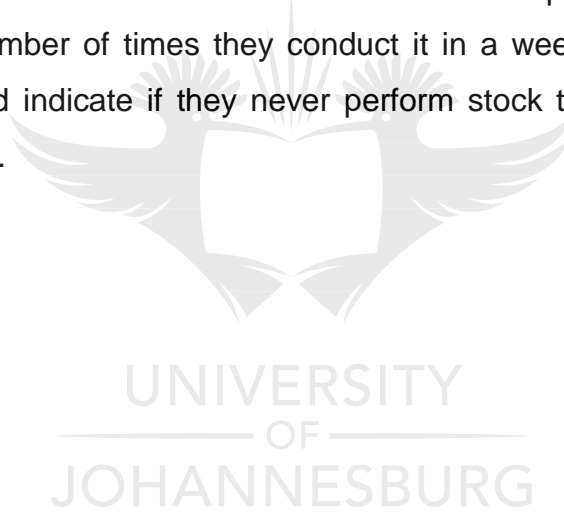 mber of times they conduct it in a wee
d indicate if they never perform stock t
.
UNIVERSITY
OF
JOHANNESBURG